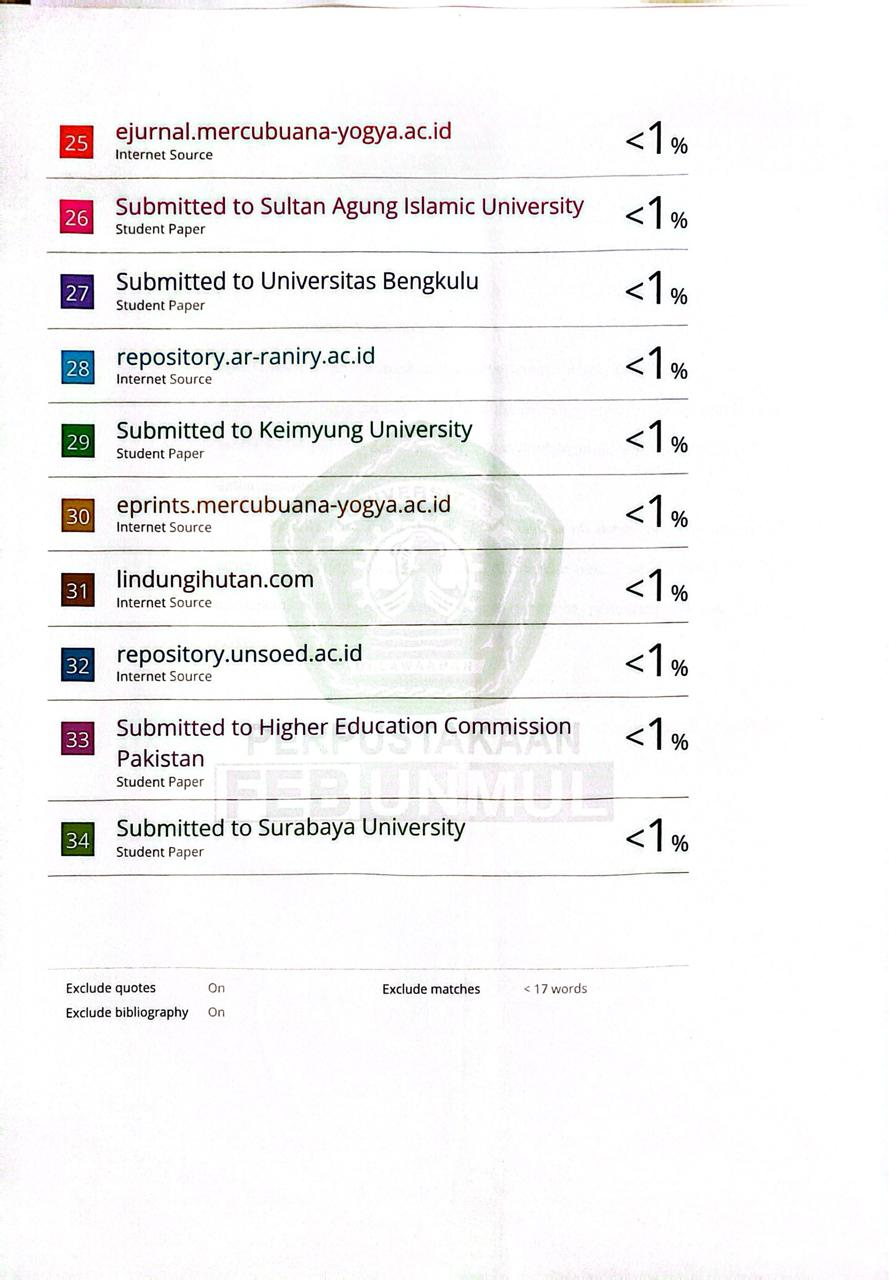 25 ejurnal.mercubuana-yogya.ac.id <1%
Internet Source
26 Submitted to Sultan Agung Islamic University <1%
Student Paper
27 Submitted to Universitas Bengkulu <1%
Student Paper
28 repository.ar-raniry.ac.id <1%
Internet Source
29 Submitted to Keimyung University <1%
Student Paper
30 eprints.mercubuana-yogya.ac.id <1%
Internet Source
31 lindungihutan.com <1%
Internet Source
32 repository.unsoed.ac.id <1%
Internet Source
33 Submitted to Higher Education Commission <1%
Pakistan
Student Paper
34 Submitted to Surabaya University <1%
Student Paper
PERPUSTAKAAN
FEB UNMUL
Exclude quotes On Exclude matches < 17 words
Exclude bibliography On